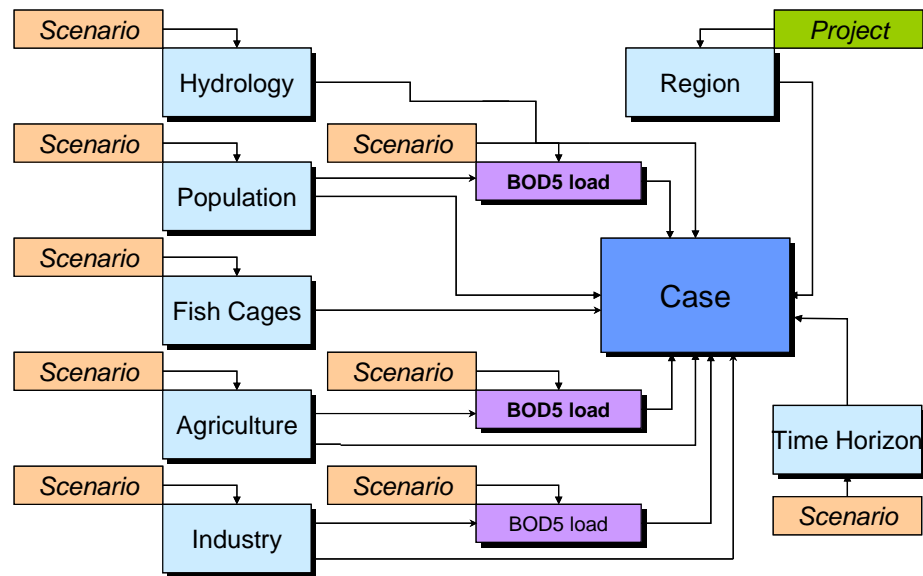 Scenario
Project
Hydrology
Region
Scenario
Scenario
Population
BOD5 load
Scenario
Fish Cages
Case
Scenario
Scenario
Agriculture
BOD5 load
Time Horizon
Scenario
Scenario
Scenario
Industry
BOD5 load